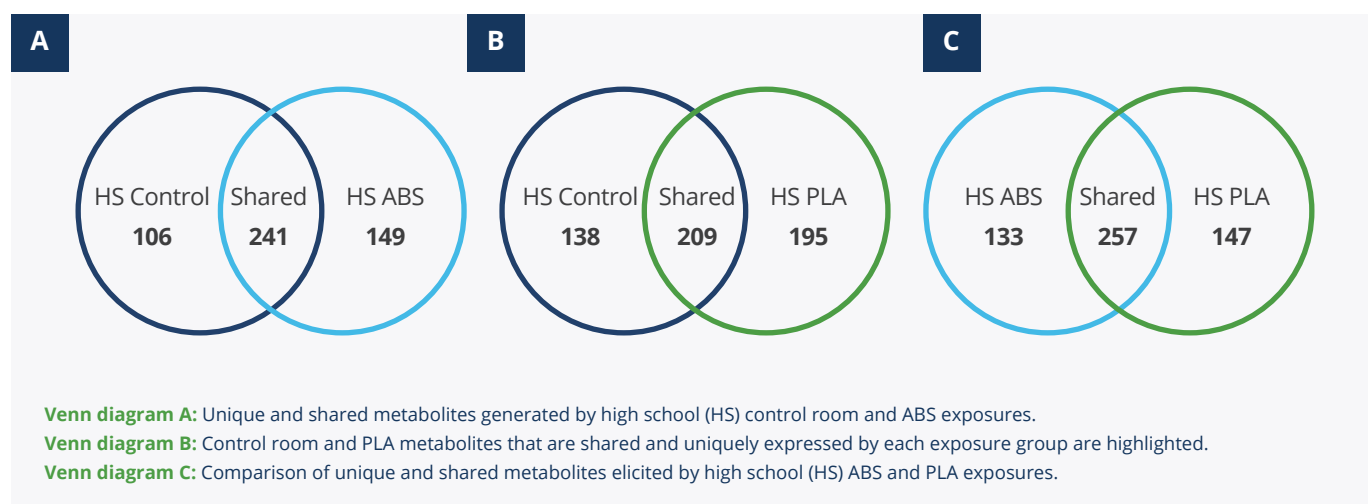 A
B
C
HS Control Shared HS ABS
106 241 149
HS Control Shared HS PLA
138 209 195
HS ABS Shared HS PLA
133 257 147
Venn diagram A: Unique and shared metabolites generated by high school (HS) control room and ABS exposures.
Venn diagram B: Control room and PLA metabolites that are shared and uniquely expressed by each exposure group are highlighted.
Venn diagram C: Comparison of unique and shared metabolites elicited by high school (HS) ABS and PLA exposures.